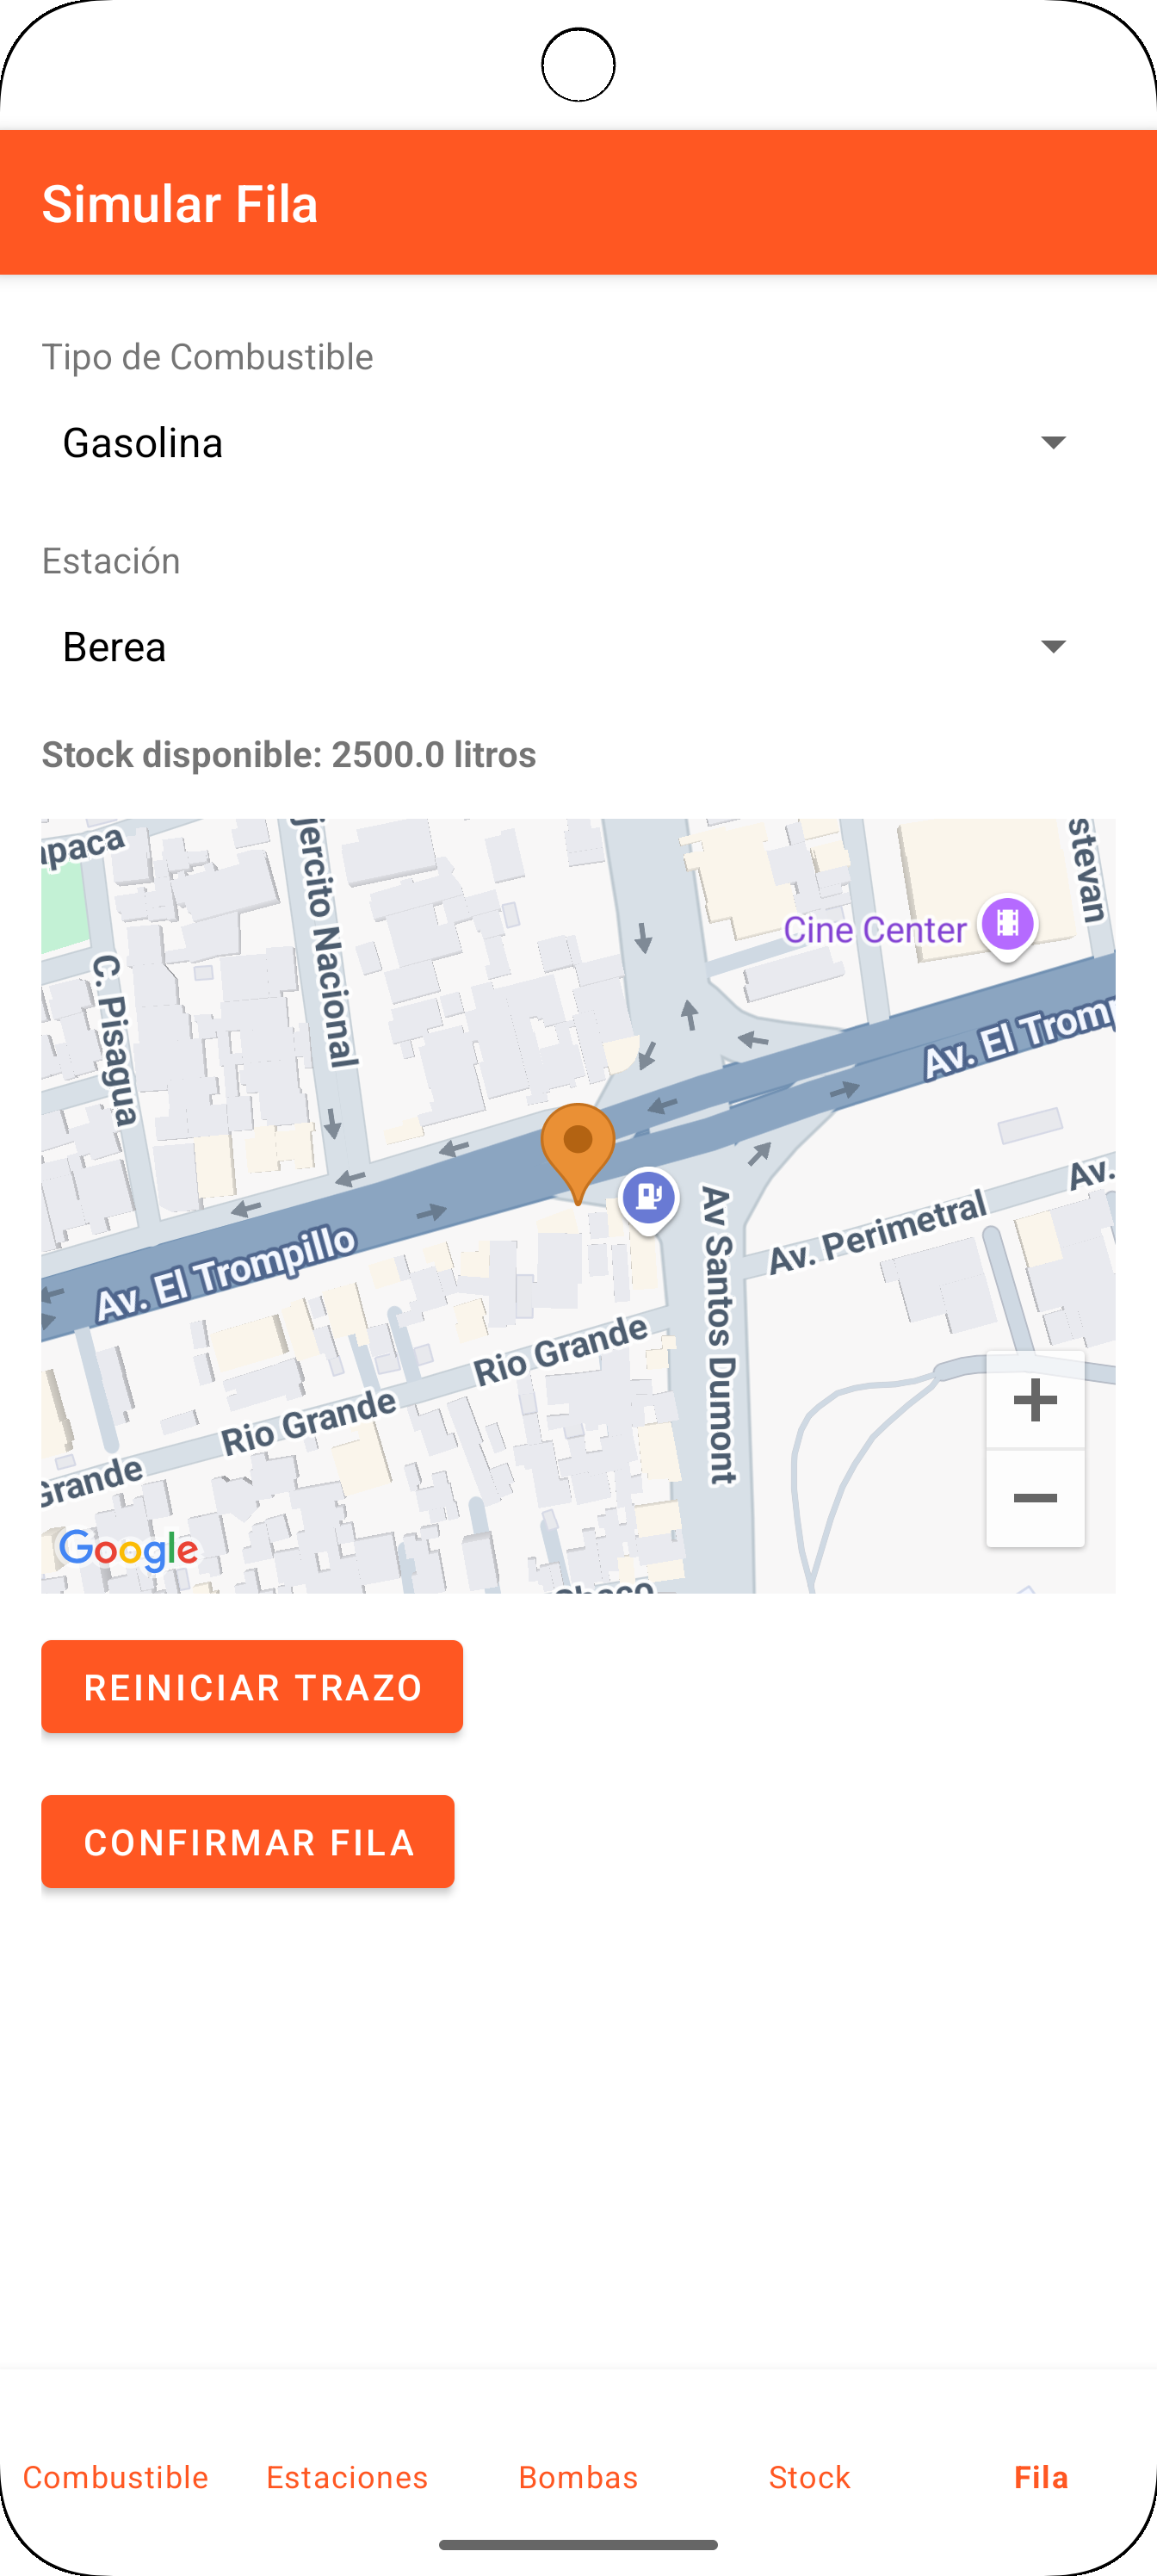 Simular Fila
Tipo de Combustible
Gasolina
Estación
Berea
Stock disponible: 2500.0 litros
apaca
jercito Nacional
stevan
Cine Center
C. Pisagua
Av. El Tromp
Av. El Trompillo
Av Santos Dumont
Av. Perimetral
Av.
Rio Grande
Rio Grande
Grande
Google
REINICIAR TRAZO
CONFIRMAR FILA
Combustible
Estaciones
Bombas
Stock
Fila